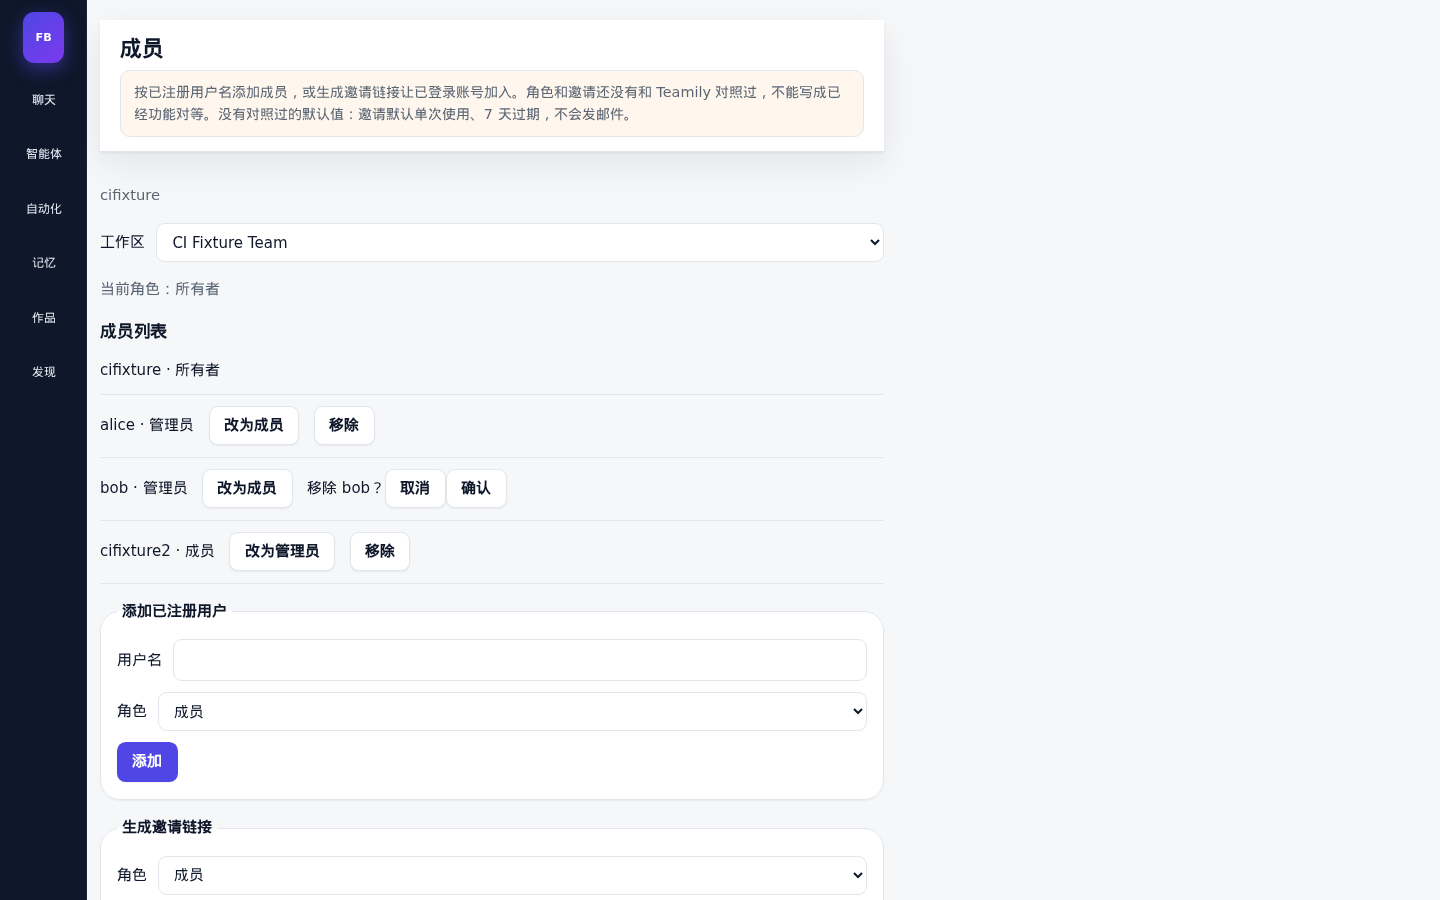 FB
聊天
智能体
自动化
记忆
作品
发现
成员
按已注册用户名添加成员，或生成邀请链接让已登录账号加入。角色和邀请还没有和 Teamily 对照过，不能写成已
经功能对等。没有对照过的默认值：邀请默认单次使用、7 天过期，不会发邮件。
cifixture
工作区 CI Fixture Team
当前角色：所有者
成员列表
cifixture · 所有者
alice · 管理员 改为成员 移除
bob · 管理员 改为成员 移除 bob？ 取消 确认
cifixture2 · 成员 改为管理员 移除
添加已注册用户
用户名
角色 成员
添加
生成邀请链接
角色 成员